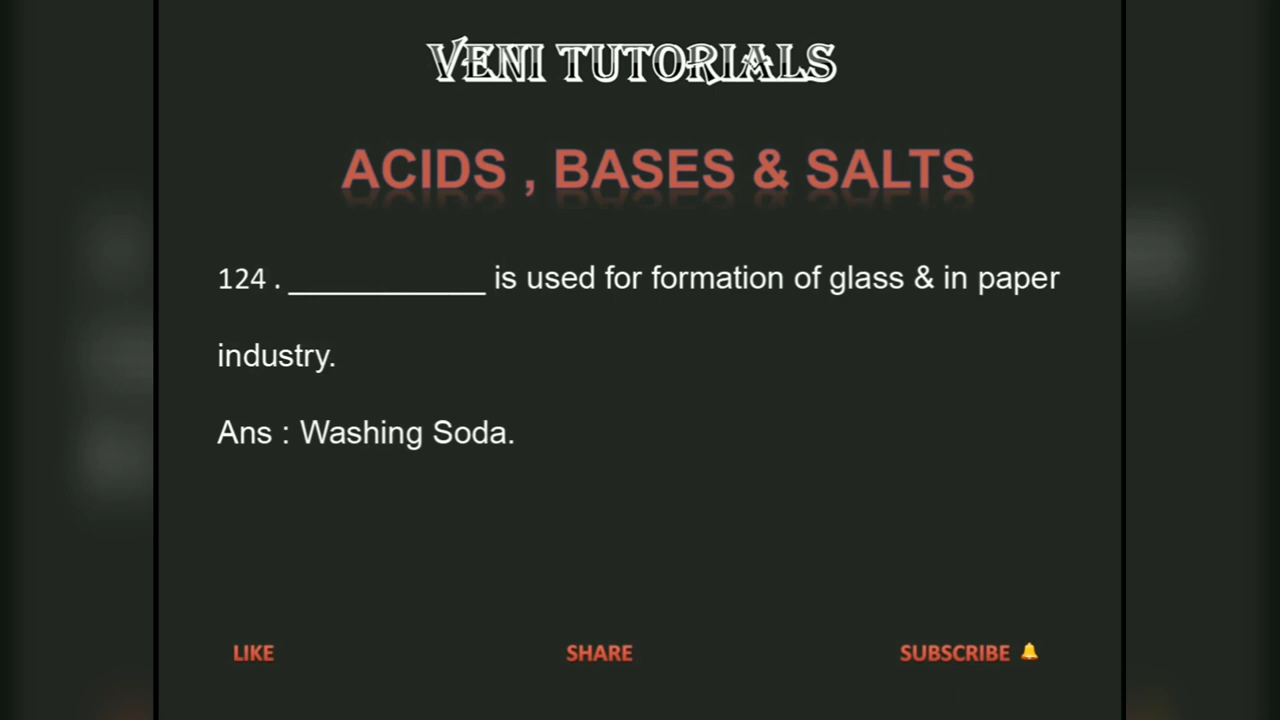 VENI TUTORIALS
ACIDS , BASES & SALTS
124 . ____________ is used for formation of glass & in paper
industry.
Ans : Washing Soda.
LIKE SHARE SUBSCRIBE 🔔